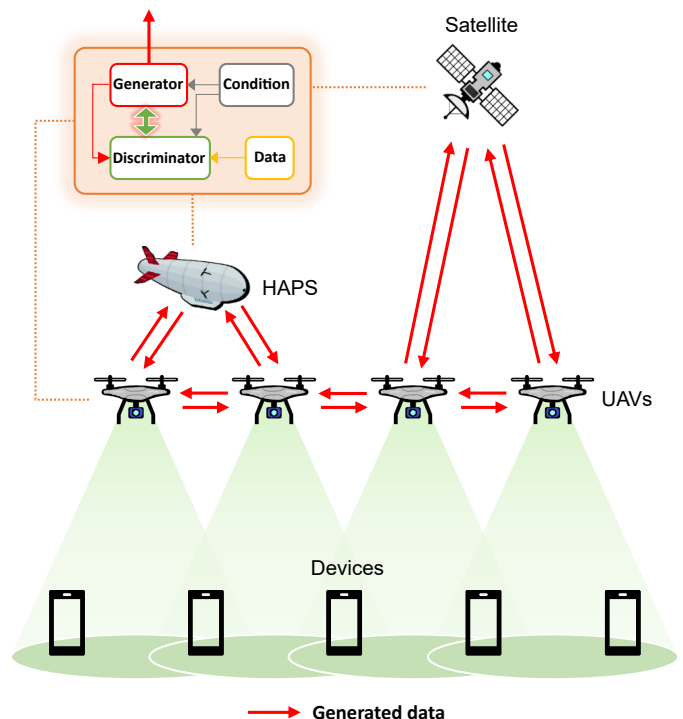 Satellite
Generator
Condition
Discriminator
Data
HAPS
UAVs
Devices
Generated data